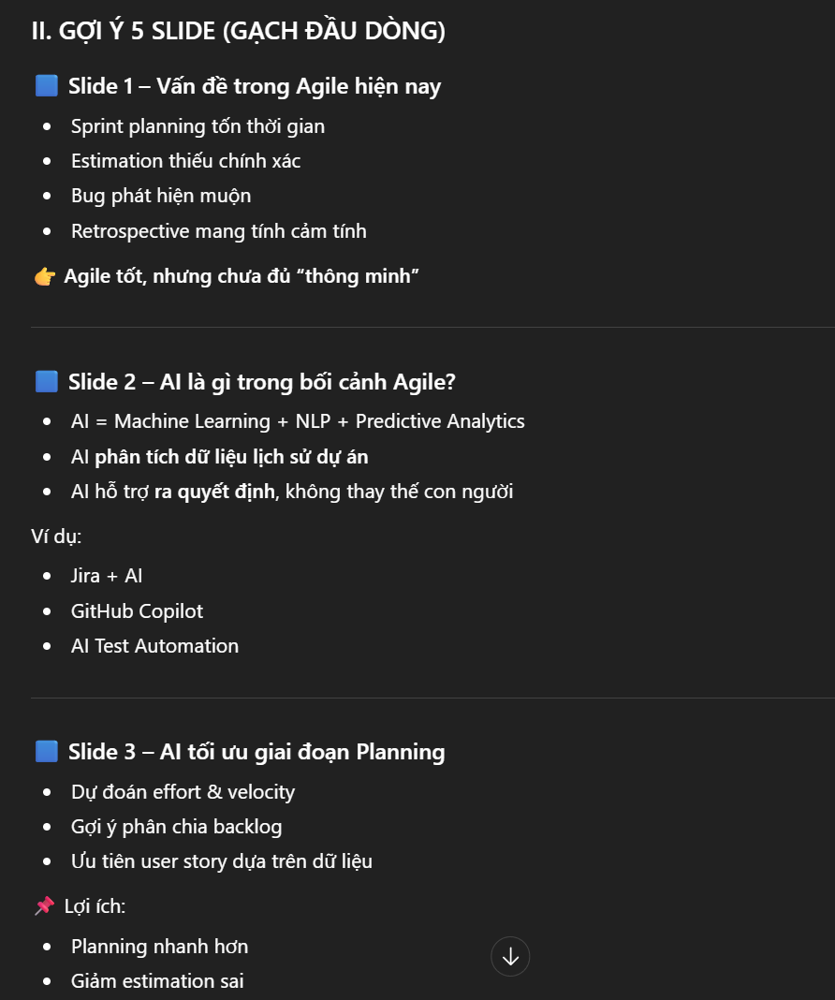 II. GỢI Ý 5 SLIDE (GẠCH ĐẦU DÒNG)
Slide 1 – Vấn đề trong Agile hiện nay
Sprint planning tốn thời gian
Estimation thiếu chính xác
Bug phát hiện muộn
Retrospective mang tính cảm tính
Agile tốt, nhưng chưa đủ “thông minh”
Slide 2 – AI là gì trong bối cảnh Agile?
AI = Machine Learning + NLP + Predictive Analytics
AI phân tích dữ liệu lịch sử dự án
AI hỗ trợ ra quyết định, không thay thế con người
Ví dụ:
Jira + AI
GitHub Copilot
AI Test Automation
Slide 3 – AI tối ưu giai đoạn Planning
Dự đoán effort & velocity
Gợi ý phân chia backlog
Ưu tiên user story dựa trên dữ liệu
Lợi ích:
Planning nhanh hơn
Giảm estimation sai